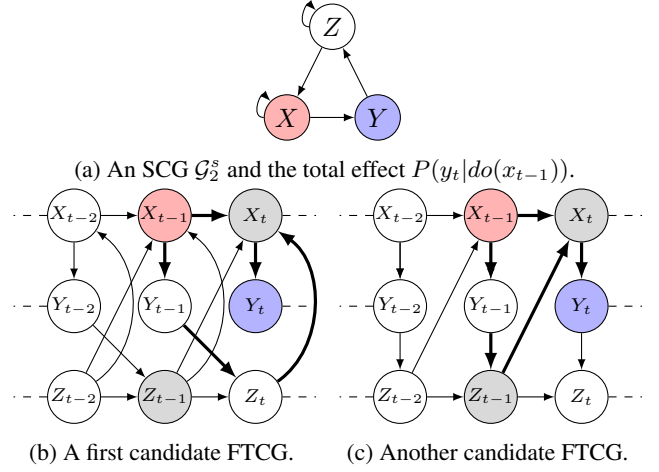 Z
X Y
(a) An SCG 𝒢₂ˢ and the total effect P(yₜ|do(xₜ₋₁)).
Xₜ₋₂ Xₜ₋₁ Xₜ Xₜ₋₂ Xₜ₋₁ Xₜ
Yₜ₋₂ Yₜ₋₁ Yₜ Yₜ₋₂ Yₜ₋₁ Yₜ
Zₜ₋₂ Zₜ₋₁ Zₜ Zₜ₋₂ Zₜ₋₁ Zₜ
(b) A first candidate FTCG. (c) Another candidate FTCG.